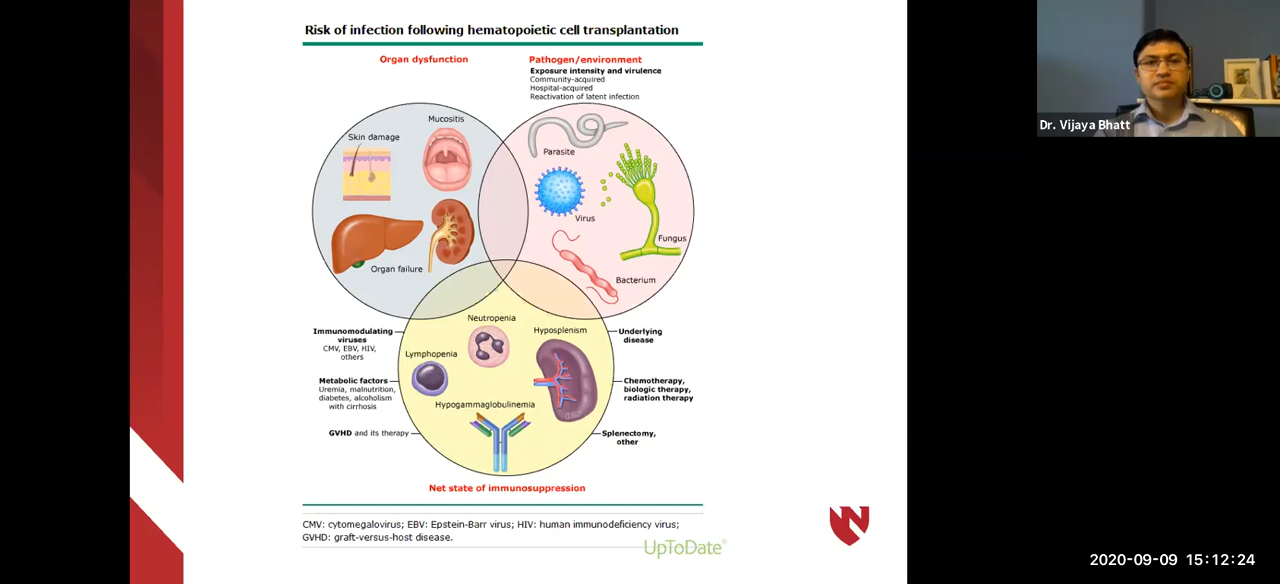 Risk of infection following hematopoietic cell transplantation
Organ dysfunction
Pathogen/environment
Exposure intensity and virulence
Community-acquired
Hospital-acquired
Reactivation of latent infection
Mucositis
Skin damage
Organ failure
Parasite
Virus
Fungus
Bacterium
Neutropenia
Hyposplenism
Lymphopenia
Hypogammaglobulinemia
Immunomodulating
viruses
CMV, EBV, HIV,
others
Metabolic factors
Uremia, malnutrition,
diabetes, alcoholism
with cirrhosis
GVHD and its therapy
Underlying
disease
Chemotherapy,
biologic therapy,
radiation therapy
Splenectomy,
other
Net state of immunosuppression
CMV: cytomegalovirus; EBV: Epstein-Barr virus; HIV: human immunodeficiency virus;
GVHD: graft-versus-host disease.
UpToDate®
N
Dr. Vijaya Bhatt
2020-09-09 15:12:24